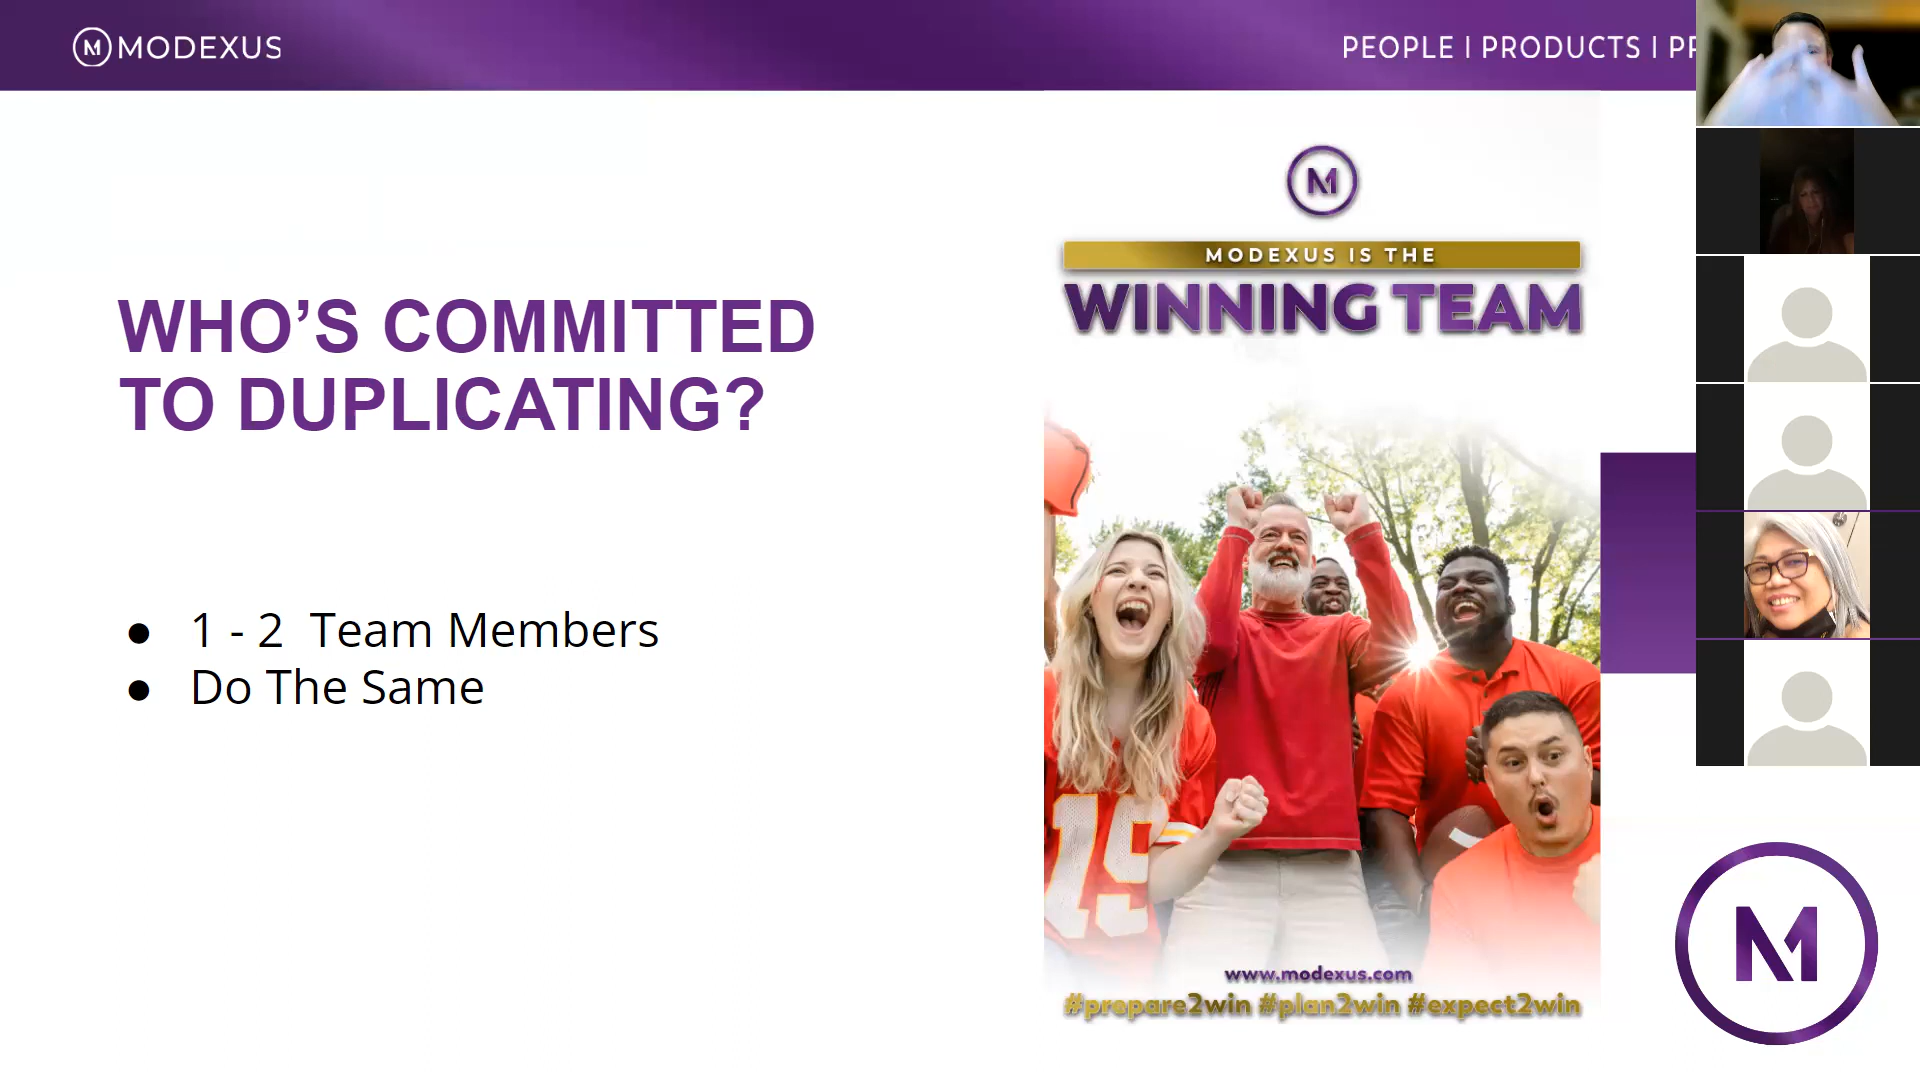 MODEXUS
PEOPLE | PRODUCTS |
M
MODEXUS IS THE
WINNING TEAM
WHO’S COMMITTED
TO DUPLICATING?
● 1 - 2 Team Members
● Do The Same
19
www.modexus.com
#prepare2win #plan2win #expect2win
M